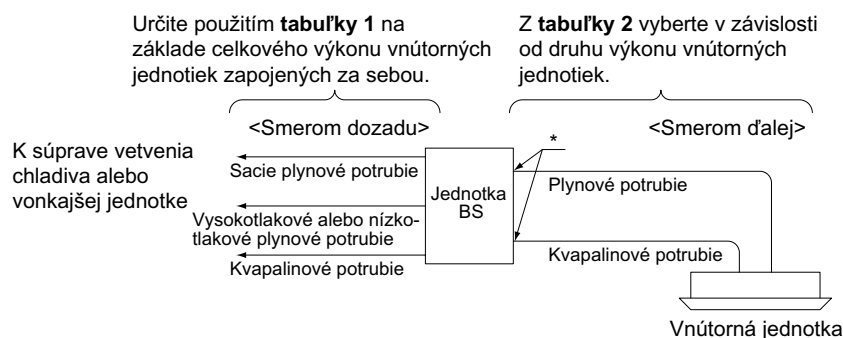 Určite použitím tabuľky 1 na
základe celkového výkonu vnútorných
jednotiek zapojených za sebou.
Z tabuľky 2 vyberte v závislosti
od druhu výkonu vnútorných
jednotiek.
<Smerom dozadu>
*
<Smerom ďalej>
K súprave vetvenia
chladiva alebo
vonkajšej jednotke
Sacie plynové potrubie
Vysokotlakové alebo nízko-
tlakové plynové potrubie
Kvapalinové potrubie
Jednotka
BS
Plynové potrubie
Kvapalinové potrubie
Vnútorná jednotka